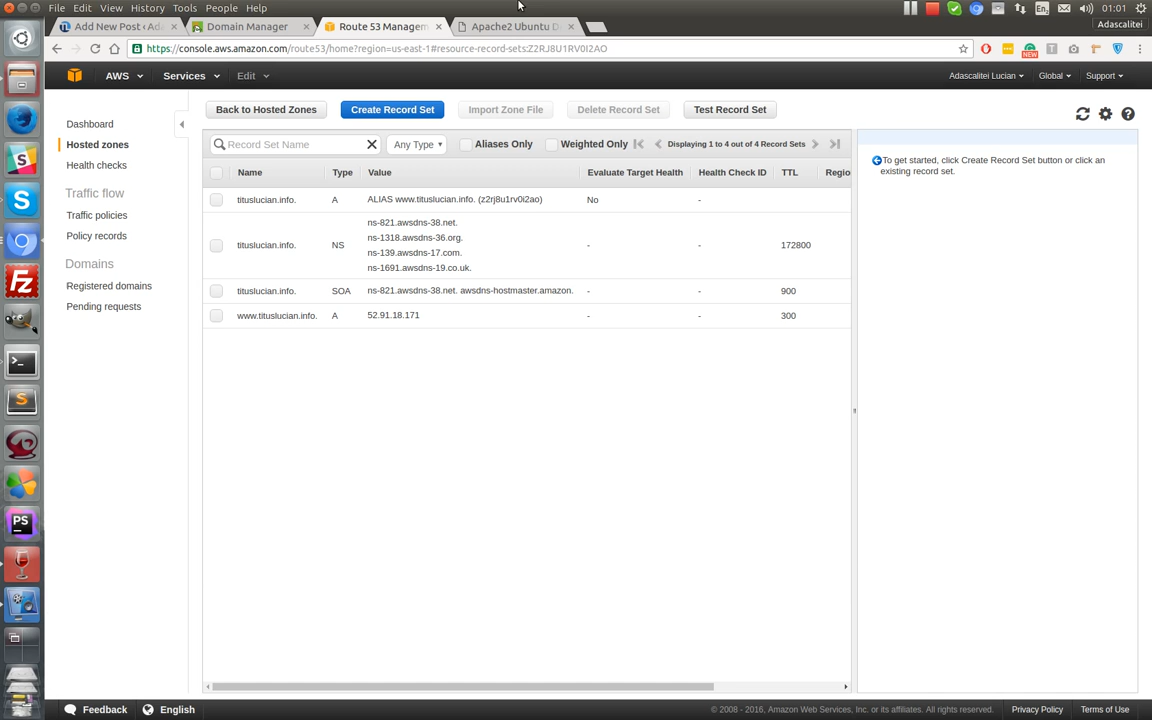 File Edit View History Tools People Help
En 01:01
Add New Post ‹ Ada
Domain Manager
Route 53 Managem
Apache2 Ubuntu D
Adascalitei
https://console.aws.amazon.com/route53/home?region=us-east-1#resource-record-sets:Z2RJ8U1RV0I2AO
NEW
AWS Services Edit
Adascalitei Lucian Global Support
Dashboard
Hosted zones
Health checks
Traffic flow
Traffic policies
Policy records
Domains
Registered domains
Pending requests
Back to Hosted Zones Create Record Set Import Zone File Delete Record Set Test Record Set
Record Set Name Any Type Aliases Only Weighted Only Displaying 1 to 4 out of 4 Record Sets
Name Type Value Evaluate Target Health Health Check ID TTL Regio
tituslucian.info. A ALIAS www.tituslucian.info. (z2rj8u1rv0i2ao) No -
tituslucian.info. NS
ns-821.awsdns-38.net.
ns-1318.awsdns-36.org.
ns-139.awsdns-17.com.
ns-1691.awsdns-19.co.uk.
- - 172800
tituslucian.info. SOA ns-821.awsdns-38.net. awsdns-hostmaster.amazon. - - 900
www.tituslucian.info. A 52.91.18.171 - - 300
To get started, click Create Record Set button or click an
existing record set.
Feedback English
© 2008 - 2016, Amazon Web Services, Inc. or its affiliates. All rights reserved. Privacy Policy Terms of Use